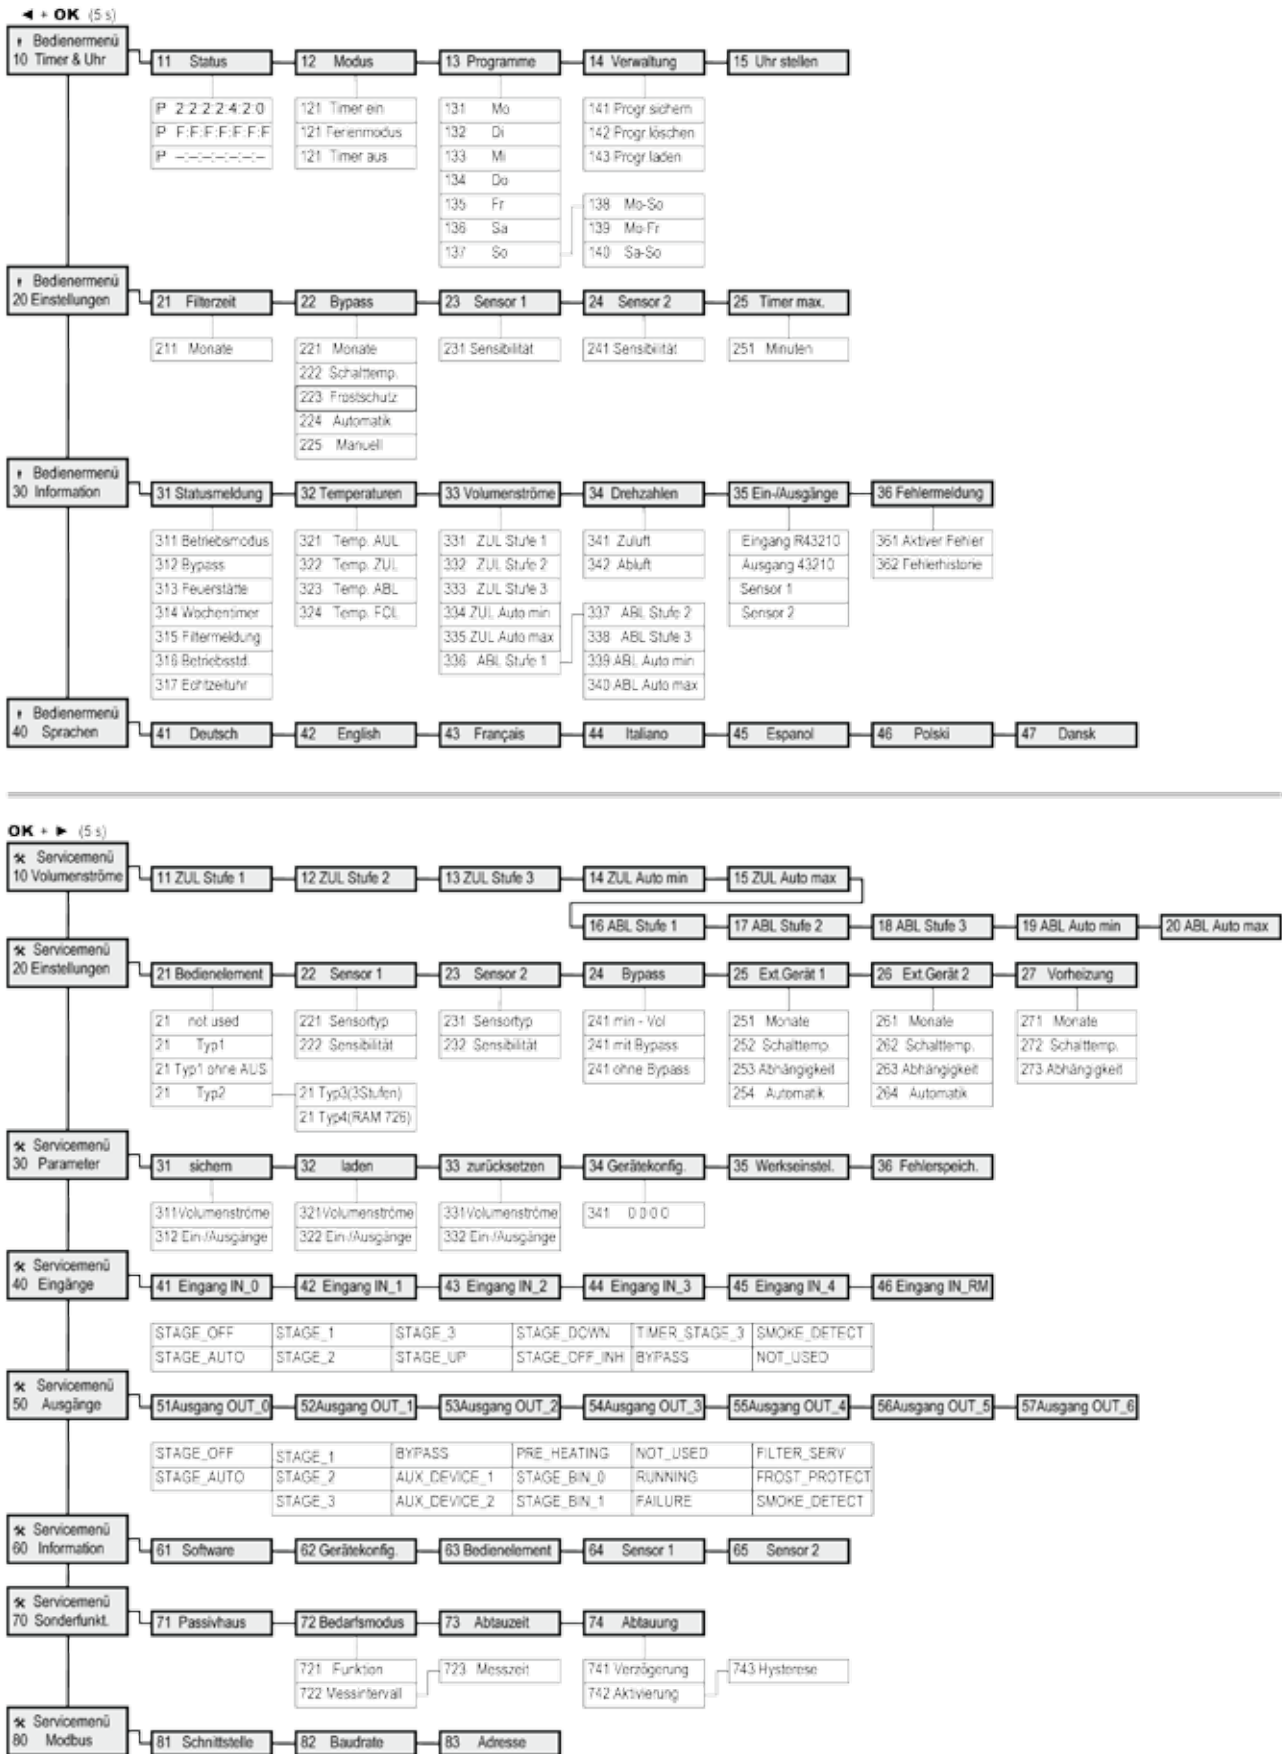 ◄ + OK (5 s)
Bedienermenü
10 Timer & Uhr
11 Status
12 Modus
13 Programme
14 Verwaltung
15 Uhr stellen
P 2:2:2:2:4:2:0
P F:F:F:F:F:F:F
P -:-:-:-:-:-:-
121 Timer ein
121 Ferienmodus
121 Timer aus
131 Mo
132 Di
133 Mi
134 Do
135 Fr
136 Sa
137 So
141 Progr.sichern
142 Progr.löschen
143 Progr.laden
138 Mo-So
139 Mo-Fr
140 Sa-So
Bedienermenü
20 Einstellungen
21 Filterzeit
22 Bypass
23 Sensor 1
24 Sensor 2
25 Timer max.
211 Monate
221 Monate
222 Schalttemp.
223 Frostschutz
224 Automatik
225 Manuell
231 Sensibilität
241 Sensibilität
251 Minuten
Bedienermenü
30 Information
31 Statusmeldung
32 Temperaturen
33 Volumenströme
34 Drehzahlen
35 Ein-/Ausgänge
36 Fehlermeldung
311 Betriebsmodus
312 Bypass
313 Feuerstätte
314 Wochentimer
315 Filtermeldung
316 Betriebsstd.
317 Echtzeituhr
321 Temp. AUL
322 Temp. ZUL
323 Temp. ABL
324 Temp. FOL
331 ZUL Stufe 1
332 ZUL Stufe 2
333 ZUL Stufe 3
334 ZUL Auto min
335 ZUL Auto max
336 ABL Stufe 1
341 Zuluft
342 Abluft
337 ABL Stufe 2
338 ABL Stufe 3
339 ABL Auto min
340 ABL Auto max
Eingang R43210
Ausgang 43210
Sensor 1
Sensor 2
361 Aktiver Fehler
362 Fehlerhistorie
Bedienermenü
40 Sprachen
41 Deutsch
42 English
43 Français
44 Italiano
45 Espanol
46 Polski
47 Dansk
OK + ► (5 s)
Servicemenü
10 Volumenströme
11 ZUL Stufe 1
12 ZUL Stufe 2
13 ZUL Stufe 3
14 ZUL Auto min
15 ZUL Auto max
16 ABL Stufe 1
17 ABL Stufe 2
18 ABL Stufe 3
19 ABL Auto min
20 ABL Auto max
Servicemenü
20 Einstellungen
21 Bedienelement
22 Sensor 1
23 Sensor 2
24 Bypass
25 Ext.Gerät 1
26 Ext.Gerät 2
27 Vorheizung
21 not used
21 Typ1
21 Typ1 ohne AUS
21 Typ2
221 Sensortyp
222 Sensibilität
21 Typ3(3Stufen)
21 Typ4(RAM 726)
231 Sensortyp
232 Sensibilität
241 min - Vol
241 mit Bypass
241 ohne Bypass
251 Monate
252 Schalttemp.
253 Abhängigkeit
254 Automatik
261 Monate
262 Schalttemp.
263 Abhängigkeit
264 Automatik
271 Monate
272 Schalttemp.
273 Abhängigkeit
Servicemenü
30 Parameter
31 sichern
32 laden
33 zurücksetzen
34 Gerätekonfig.
35 Werkseinstel.
36 Fehlerspeich.
311Volumenströme
312 Ein-/Ausgänge
321Volumenströme
322 Ein-/Ausgänge
331Volumenströme
332 Ein-/Ausgänge
341 0000
Servicemenü
40 Eingänge
41 Eingang IN_0
42 Eingang IN_1
43 Eingang IN_2
44 Eingang IN_3
45 Eingang IN_4
46 Eingang IN_RM
STAGE_OFF STAGE_1 STAGE_3 STAGE_DOWN TIMER_STAGE_3 SMOKE_DETECT
STAGE_AUTO STAGE_2 STAGE_UP STAGE_OFF_INH BYPASS NOT_USED
Servicemenü
50 Ausgänge
51Ausgang OUT_0
52Ausgang OUT_1
53Ausgang OUT_2
54Ausgang OUT_3
55Ausgang OUT_4
56Ausgang OUT_5
57Ausgang OUT_6
STAGE_OFF STAGE_1 BYPASS PRE_HEATING NOT_USED FILTER_SERV
STAGE_AUTO STAGE_2 AUX_DEVICE_1 STAGE_BIN_0 RUNNING FROST_PROTECT
STAGE_3 AUX_DEVICE_2 STAGE_BIN_1 FAILURE SMOKE_DETECT
Servicemenü
60 Information
61 Software
62 Gerätekonfig.
63 Bedienelement
64 Sensor 1
65 Sensor 2
Servicemenü
70 Sonderfunkt.
71 Passivhaus
72 Bedarfsmodus
73 Abtauzeit
74 Abtauung
721 Funktion
722 Messintervall
723 Messzeit
741 Verzögerung
742 Aktivierung
743 Hysterese
Servicemenü
80 Modbus
81 Schnittstelle
82 Baudrate
83 Adresse